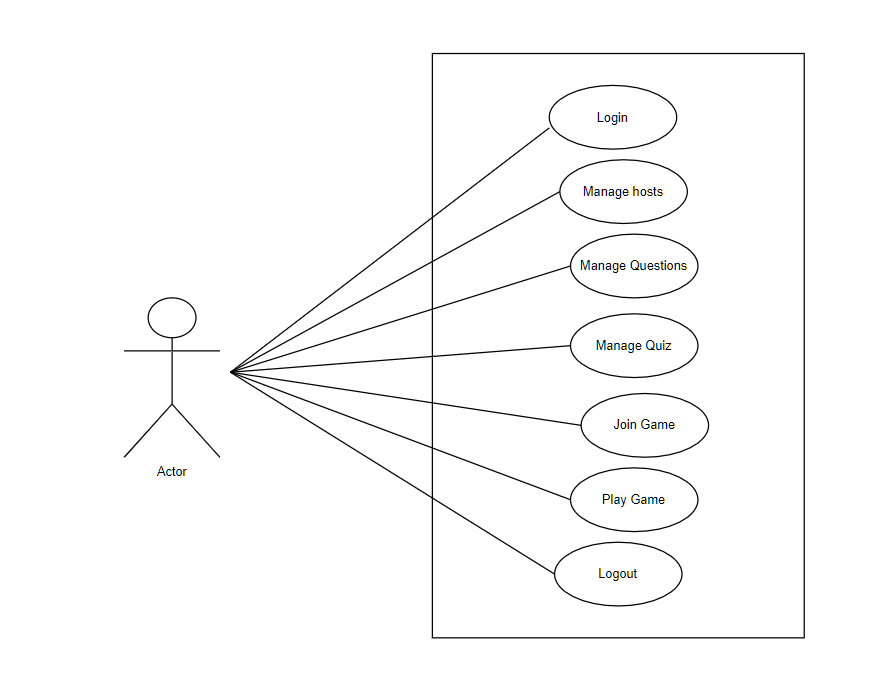 Login
Manage hosts
Manage Questions
Manage Quiz
Join Game
Play Game
Logout
Actor